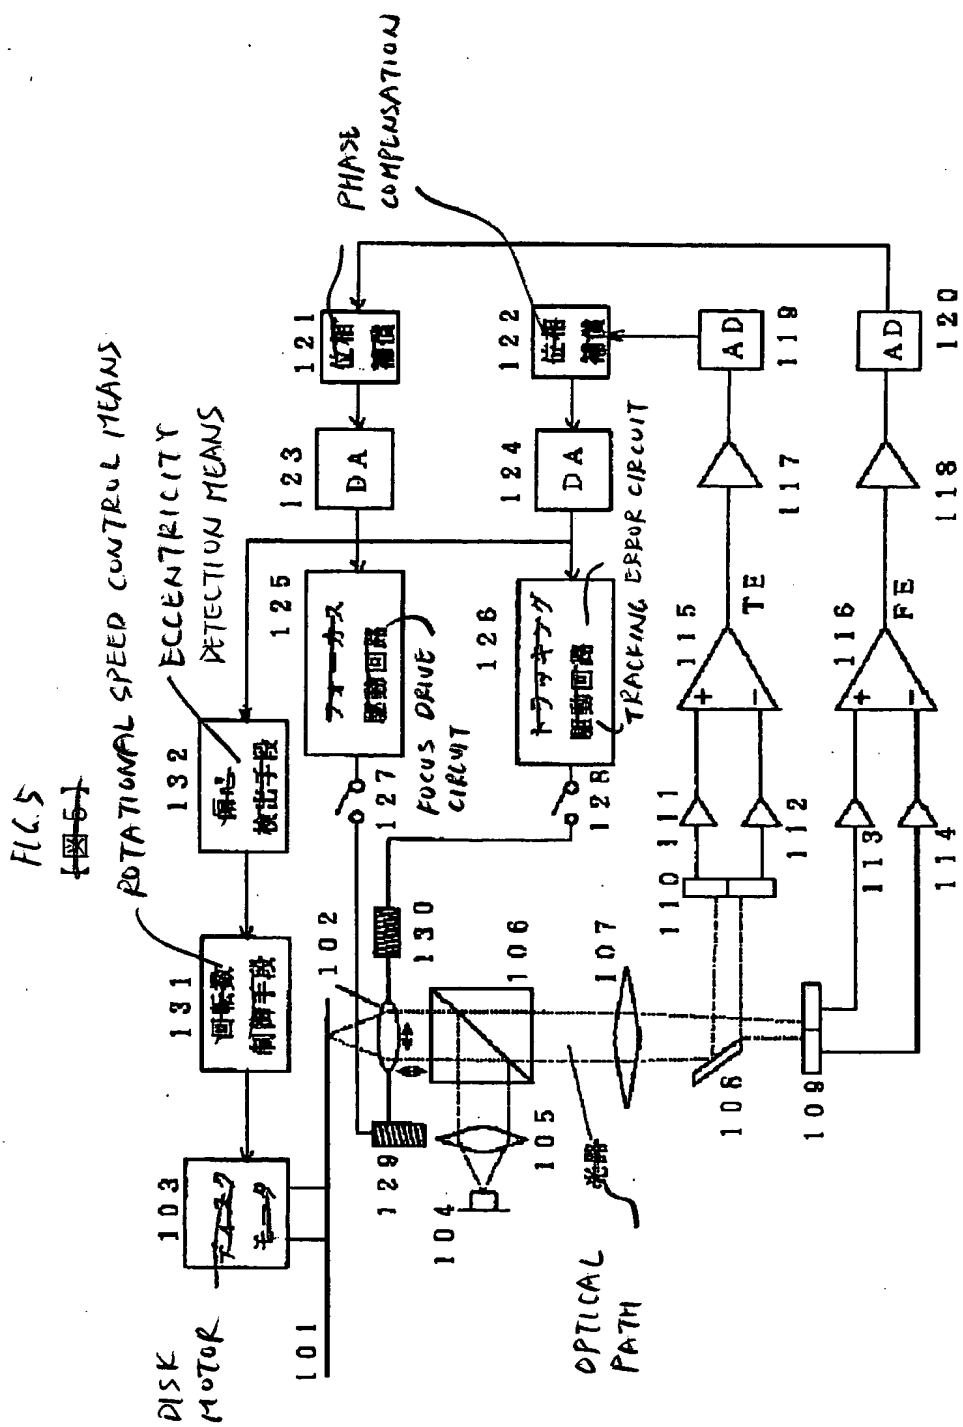 FIG.5
【図5】
ROTATIONAL SPEED CONTROL MEANS
ECCENTRICITY
DETECTION MEANS
PHASE
COMPENSATION
DISK
MOTOR
103
ディスク
モータ
131
回転数
制御手段
132
偏心
検出手段
125
フォーカス
駆動回路
FOCUS DRIVE
CIRCUIT
123
DA
121
位相
補償
101
102
129
130
127
128
126
トラッキング
駆動回路
TRACKING ERROR CIRCUIT
124
DA
122
位相
補償
104
105
106
107
光路
OPTICAL
PATH
108
109
110
111
112
113
114
115
+
−
TE
116
+
−
FE
117
118
AD
119
AD
120